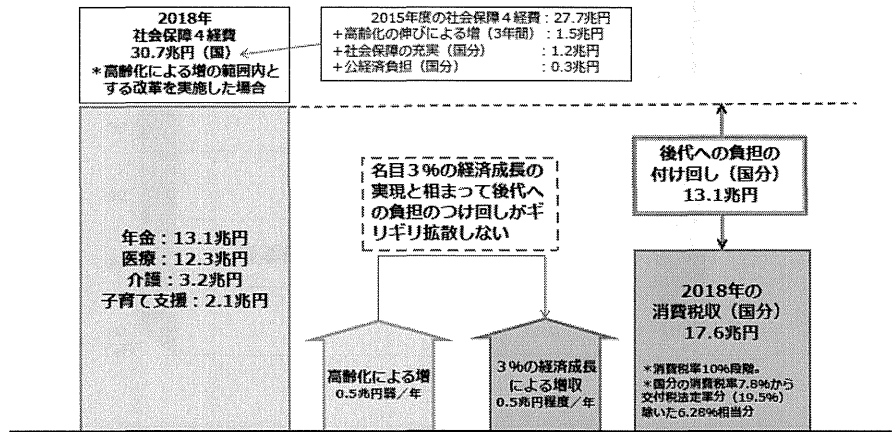 2018年
社会保障４経費
30.7兆円（国）
＊高齢化による増の範囲内と
する改革を実施した場合
2015年度の社会保障４経費：27.7兆円
+高齢化の伸びによる増（3年間）：1.5兆円
+社会保障の充実（国分）　　　：1.2兆円
+公経済負担（国分）　　　　　：0.3兆円
名目３％の経済成長の
実現と相まって後代へ
の負担のつけ回しがギ
リギリ拡散しない
後代への負担の
付け回し（国分）
13.1兆円
年金：13.1兆円
医療：12.3兆円
介護：3.2兆円
子育て支援：2.1兆円
高齢化による増
0.5兆円弱／年
３％の経済成長
による増収
0.5兆円程度／年
2018年の
消費税収（国分）
17.6兆円
＊消費税率10%段階。
＊国分の消費税率7.8%から
交付税法定率分（19.5%）
除いた6.28%相当分